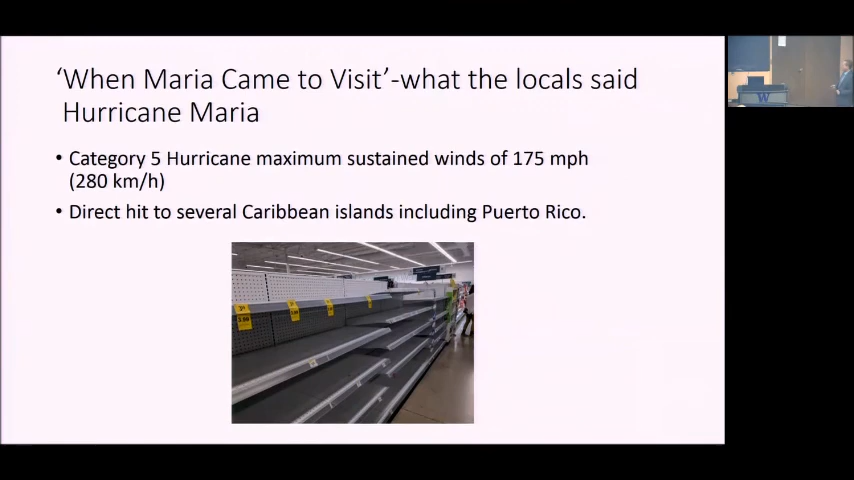 ‘When Maria Came to Visit’-what the locals said
Hurricane Maria
• Category 5 Hurricane maximum sustained winds of 175 mph
(280 km/h)
• Direct hit to several Caribbean islands including Puerto Rico.
W